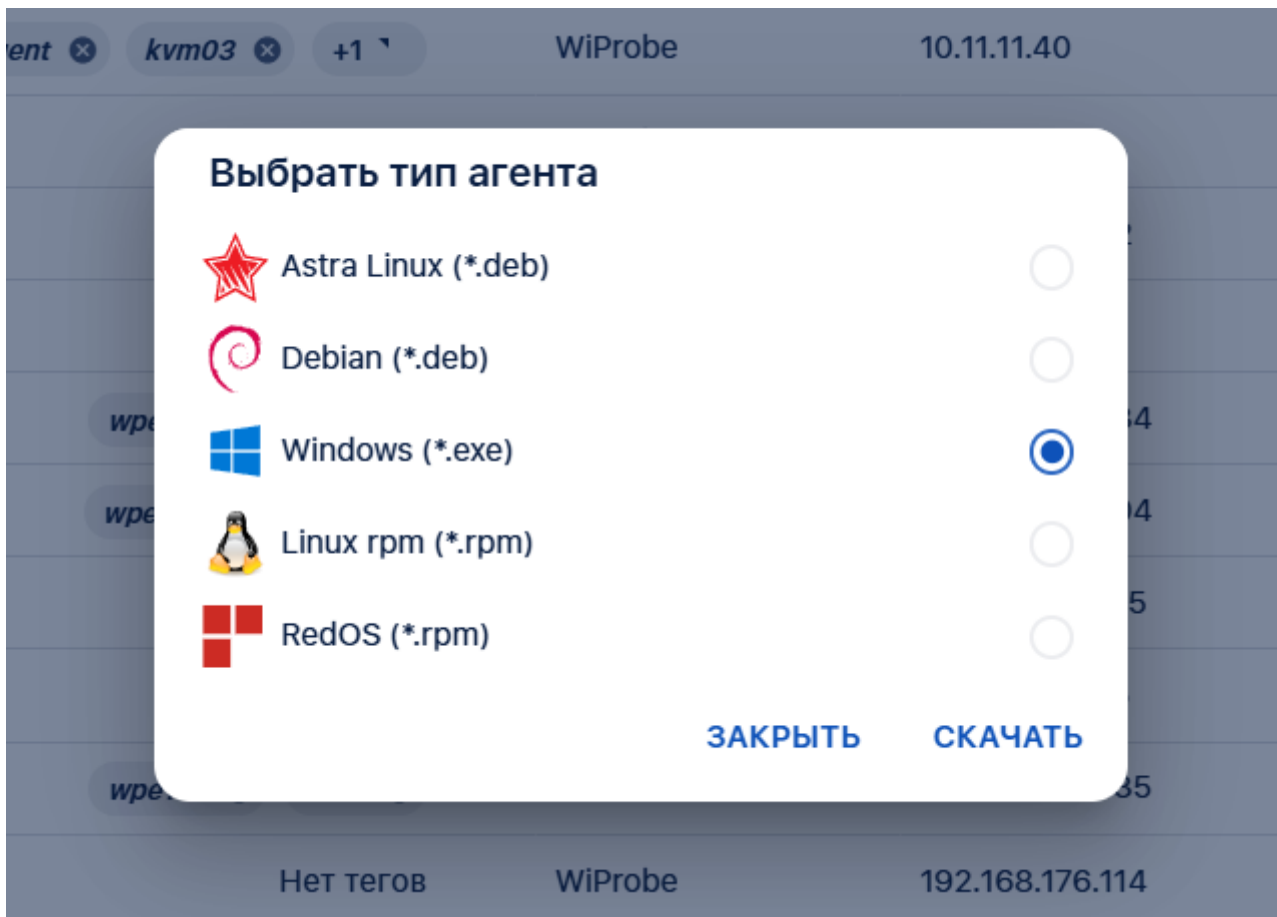 kvm03 +1 WiProbe 10.11.11.40
Выбрать тип агента
Astra Linux (*.deb)
Debian (*.deb)
Windows (*.exe)
Linux rpm (*.rpm)
RedOS (*.rpm)
ЗАКРЫТЬ СКАЧАТЬ
Нет тегов WiProbe 192.168.176.114